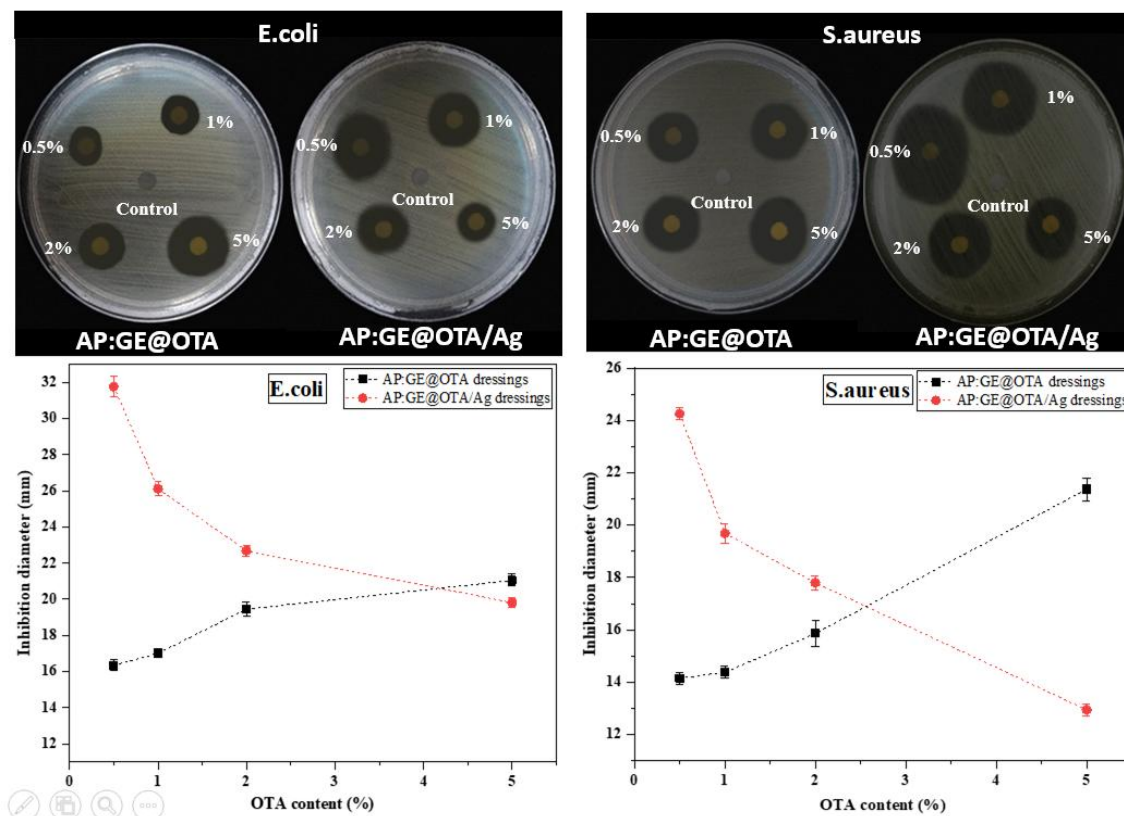 E.coli
1%
0.5%
Control
2%
5%
AP:GE@OTA
1%
0.5%
Control
2%
5%
AP:GE@OTA/Ag
S.aureus
0.5%
1%
Control
2%
5%
AP:GE@OTA
1%
0.5%
Control
2%
5%
AP:GE@OTA/Ag
E.coli
AP:GE@OTA dressings
AP:GE@OTA/Ag dressings
Inhibition diameter (mm)
32
30
28
26
24
22
20
18
16
14
12
0 1 2 3 4 5
OTA content (%)
S.aureus
AP:GE@OTA dressings
AP:GE@OTA/Ag dressings
Inhibition diameter (mm)
26
24
22
20
18
16
14
12
0 1 2 3 4 5
OTA content (%)